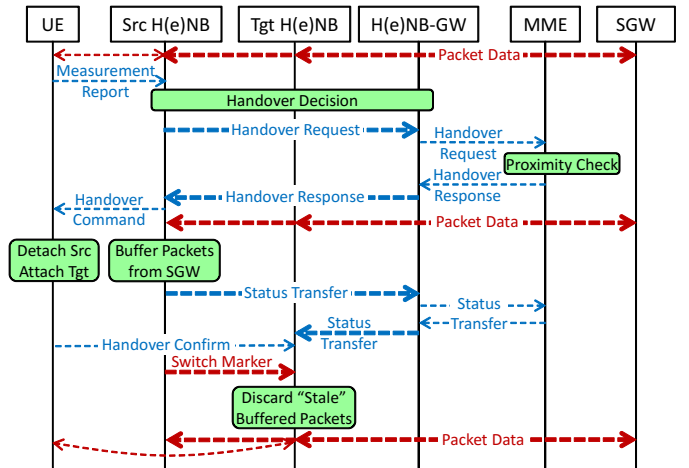 UE Src H(e)NB Tgt H(e)NB H(e)NB-GW MME SGW
Packet Data
Measurement
Report
Handover Decision
Handover Request
Handover
Request
Proximity Check
Handover
Response
Handover Response
Handover
Command
Packet Data
Detach Src
Attach Tgt
Buffer Packets
from SGW
Status Transfer
Status
Transfer
Status
Transfer
Handover Confirm
Switch Marker
Discard “Stale”
Buffered Packets
Packet Data